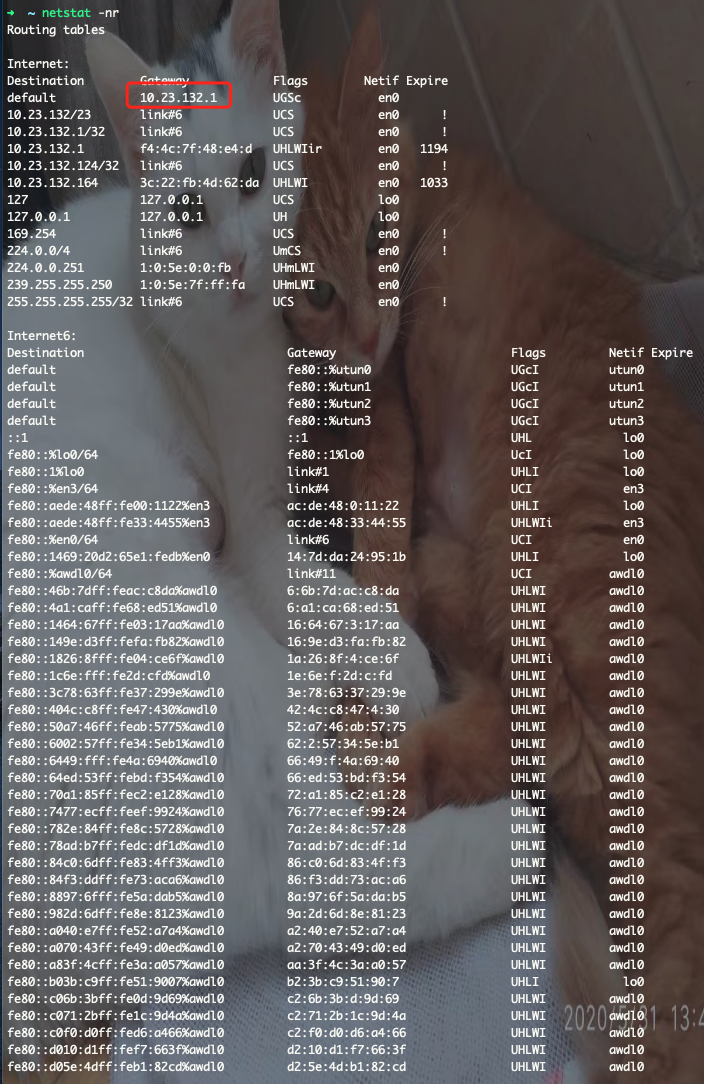 ➜ ~ netstat -nr
Routing tables
Internet:
Destination Gateway Flags Netif Expire
default 10.23.132.1 UGSc en0
10.23.132/23 link#6 UCS en0 !
10.23.132.1/32 link#6 UCS en0 !
10.23.132.1 f4:4c:7f:48:e4:d UHLWIir en0 1194
10.23.132.124/32 link#6 UCS en0 !
10.23.132.164 3c:22:fb:4d:62:da UHLWI en0 1033
127 127.0.0.1 UCS lo0
127.0.0.1 127.0.0.1 UH lo0
169.254 link#6 UCS en0 !
224.0.0/4 link#6 UmCS en0 !
224.0.0.251 1:0:5e:0:0:fb UHmLWI en0
239.255.255.250 1:0:5e:7f:ff:fa UHmLWI en0
255.255.255.255/32 link#6 UCS en0 !
Internet6:
Destination Gateway Flags Netif Expire
default fe80::%utun0 UGcI utun0
default fe80::%utun1 UGcI utun1
default fe80::%utun2 UGcI utun2
default fe80::%utun3 UGcI utun3
::1 ::1 UHL lo0
fe80::%lo0/64 fe80::1%lo0 UcI lo0
fe80::1%lo0 link#1 UHLI lo0
fe80::%en3/64 link#4 UCI en3
fe80::aede:48ff:fe00:1122%en3 ac:de:48:0:11:22 UHLI lo0
fe80::aede:48ff:fe33:4455%en3 ac:de:48:33:44:55 UHLWIi en3
fe80::%en0/64 link#6 UCI en0
fe80::1469:20d2:65e1:fedb%en0 14:7d:da:24:95:1b UHLI lo0
fe80::%awdl0/64 link#11 UCI awdl0
fe80::46b:7dff:feac:c8da%awdl0 6:6b:7d:ac:c8:da UHLWI awdl0
fe80::4a1:caff:fe68:ed51%awdl0 6:a1:ca:68:ed:51 UHLWI awdl0
fe80::1464:67ff:fe03:17aa%awdl0 16:64:67:3:17:aa UHLWI awdl0
fe80::149e:d3ff:fefa:fb82%awdl0 16:9e:d3:fa:fb:82 UHLWI awdl0
fe80::1826:8fff:fe04:ce6f%awdl0 1a:26:8f:4:ce:6f UHLWIi awdl0
fe80::1c6e:fff:fe2d:cfd%awdl0 1e:6e:f:2d:c:fd UHLWI awdl0
fe80::3c78:63ff:fe37:299e%awdl0 3e:78:63:37:29:9e UHLWI awdl0
fe80::404c:c8ff:fe47:430%awdl0 42:4c:c8:47:4:30 UHLWI awdl0
fe80::50a7:46ff:feab:5775%awdl0 52:a7:46:ab:57:75 UHLWI awdl0
fe80::6002:57ff:fe34:5eb1%awdl0 62:2:57:34:5e:b1 UHLWI awdl0
fe80::6449:fff:fe4a:6940%awdl0 66:49:f:4a:69:40 UHLWI awdl0
fe80::64ed:53ff:febd:f354%awdl0 66:ed:53:bd:f3:54 UHLWI awdl0
fe80::70a1:85ff:fec2:e128%awdl0 72:a1:85:c2:e1:28 UHLWI awdl0
fe80::7477:ecff:feef:9924%awdl0 76:77:ec:ef:99:24 UHLWI awdl0
fe80::782e:84ff:fe8c:5728%awdl0 7a:2e:84:8c:57:28 UHLWI awdl0
fe80::78ad:b7ff:fedc:df1d%awdl0 7a:ad:b7:dc:df:1d UHLWI awdl0
fe80::84c0:6dff:fe83:4ff3%awdl0 86:c0:6d:83:4f:f3 UHLWI awdl0
fe80::84f3:ddff:fe73:aca6%awdl0 86:f3:dd:73:ac:a6 UHLWI awdl0
fe80::8897:6fff:fe5a:dab5%awdl0 8a:97:6f:5a:da:b5 UHLWI awdl0
fe80::982d:6dff:fe8e:8123%awdl0 9a:2d:6d:8e:81:23 UHLWI awdl0
fe80::a040:e7ff:fe52:a7a4%awdl0 a2:40:e7:52:a7:a4 UHLWI awdl0
fe80::a070:43ff:fe49:d0ed%awdl0 a2:70:43:49:d0:ed UHLWI awdl0
fe80::a83f:4cff:fe3a:a057%awdl0 aa:3f:4c:3a:a0:57 UHLWI awdl0
fe80::b03b:c9ff:fe51:9007%awdl0 b2:3b:c9:51:90:7 UHLI lo0
fe80::c06b:3bff:fe0d:9d69%awdl0 c2:6b:3b:d:9d:69 UHLWI awdl0
fe80::c071:2bff:fe1c:9d4a%awdl0 c2:71:2b:1c:9d:4a UHLWI awdl0
fe80::c0f0:d0ff:fed6:a466%awdl0 c2:f0:d0:d6:a4:66 UHLWI awdl0
fe80::d010:d1ff:fef7:663f%awdl0 d2:10:d1:f7:66:3f UHLWI awdl0
fe80::d05e:4dff:feb1:82cd%awdl0 d2:5e:4d:b1:82:cd UHLWI awdl0
2020/5/31 13:4